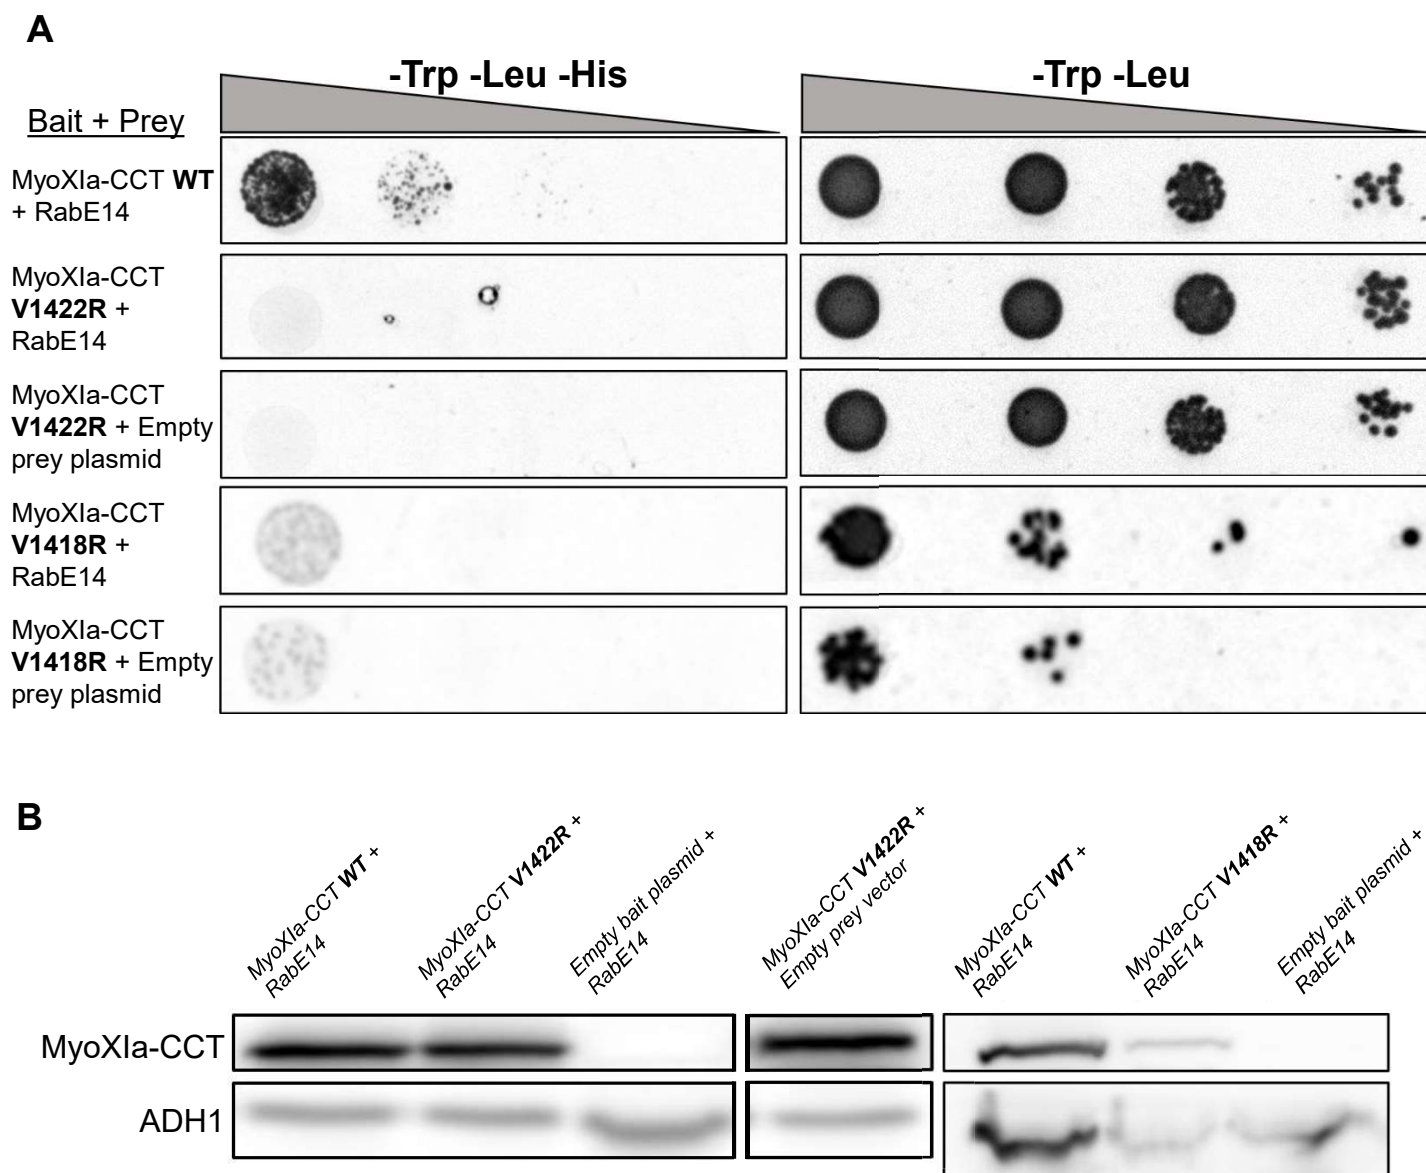 A
-Trp -Leu -His
-Trp -Leu
Bait + Prey
MyoXIa-CCT WT
+ RabE14
MyoXIa-CCT
V1422R +
RabE14
MyoXIa-CCT
V1422R + Empty
prey plasmid
MyoXIa-CCT
V1418R +
RabE14
MyoXIa-CCT
V1418R + Empty
prey plasmid
B
MyoXIa-CCT WT +
RabE14
MyoXIa-CCT V1422R +
RabE14
Empty bait plasmid +
RabE14
MyoXIa-CCT V1422R +
Empty prey vector
MyoXIa-CCT WT +
RabE14
MyoXIa-CCT V1418R +
RabE14
Empty bait plasmid +
RabE14
MyoXIa-CCT
ADH1